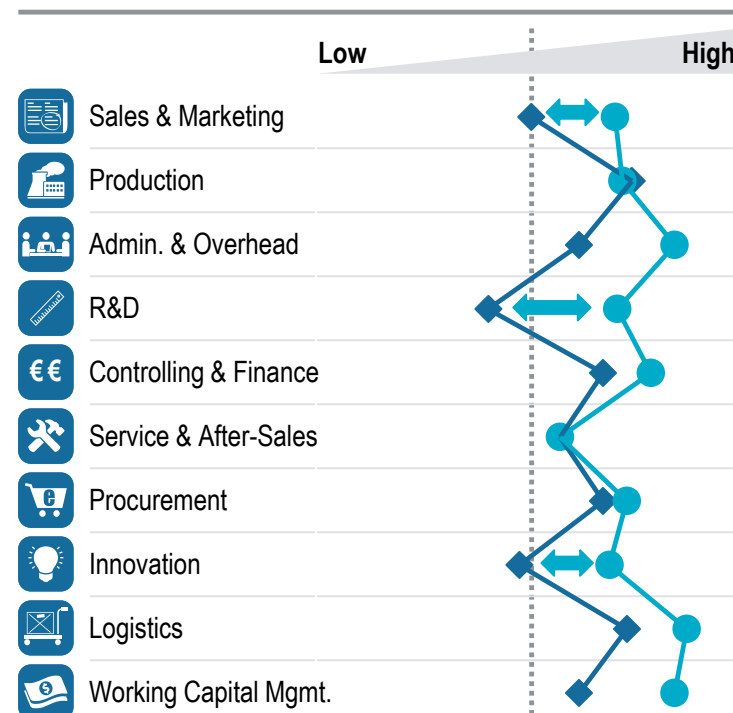 Low High
Sales & Marketing
Production
Admin. & Overhead
R&D
€€ Controlling & Finance
Service & After-Sales
e Procurement
Innovation
Logistics
$ Working Capital Mgmt.